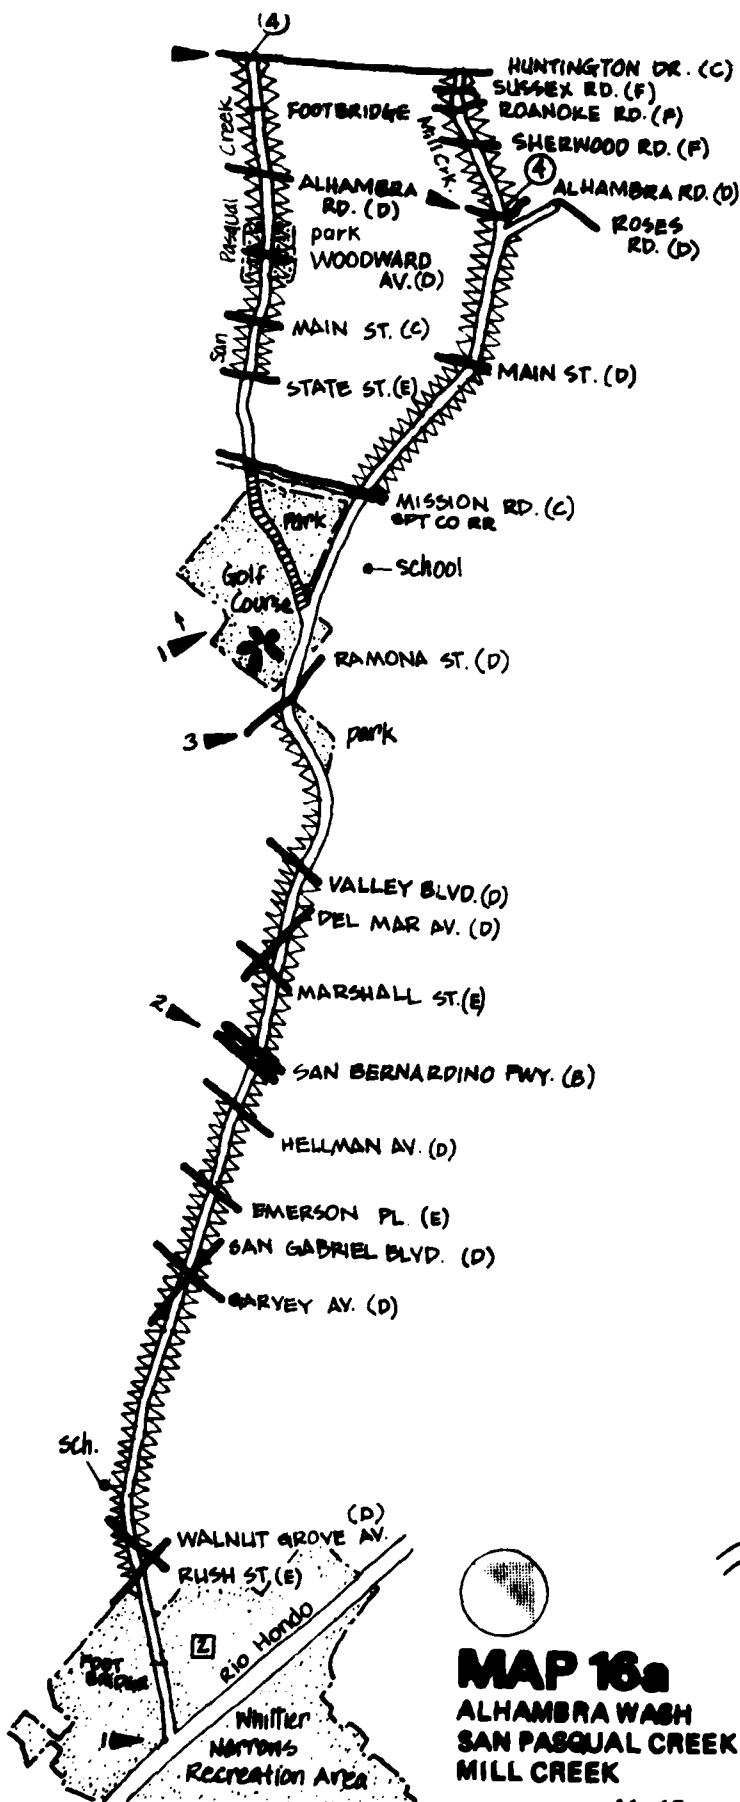 (4)
HUNTINGTON DR. (C)
SUSSEX RD. (F)
FOOTBRIDGE
ROANOKE RD. (F)
Creek
Mill Crk.
SHERWOOD RD. (F)
4
ALHAMBRA
RD. (D)
ALHAMBRA RD. (D)
ROSES
RD. (D)
Pasqual
park
WOODWARD
AV. (D)
San
MAIN ST. (C)
MAIN ST. (D)
STATE ST. (E)
MISSION RD. (C)
SPT CO RR
Park
school
Golf
Course
1
RAMONA ST. (D)
3
park
VALLEY BLVD. (D)
DEL MAR AV. (D)
MARSHALL ST. (E)
2
SAN BERNARDINO FWY. (B)
HELLMAN AV. (D)
EMERSON PL. (E)
SAN GABRIEL BLVD. (D)
GARVEY AV. (D)
sch.
(D)
WALNUT GROVE AV.
RUSH ST. (E)
2
Rio Hondo
FOOT
BRIDGE
1
Whittier
Narrows
Recreation Area
MAP 16a
ALHAMBRA WASH
SAN PASQUAL CREEK
MILL CREEK